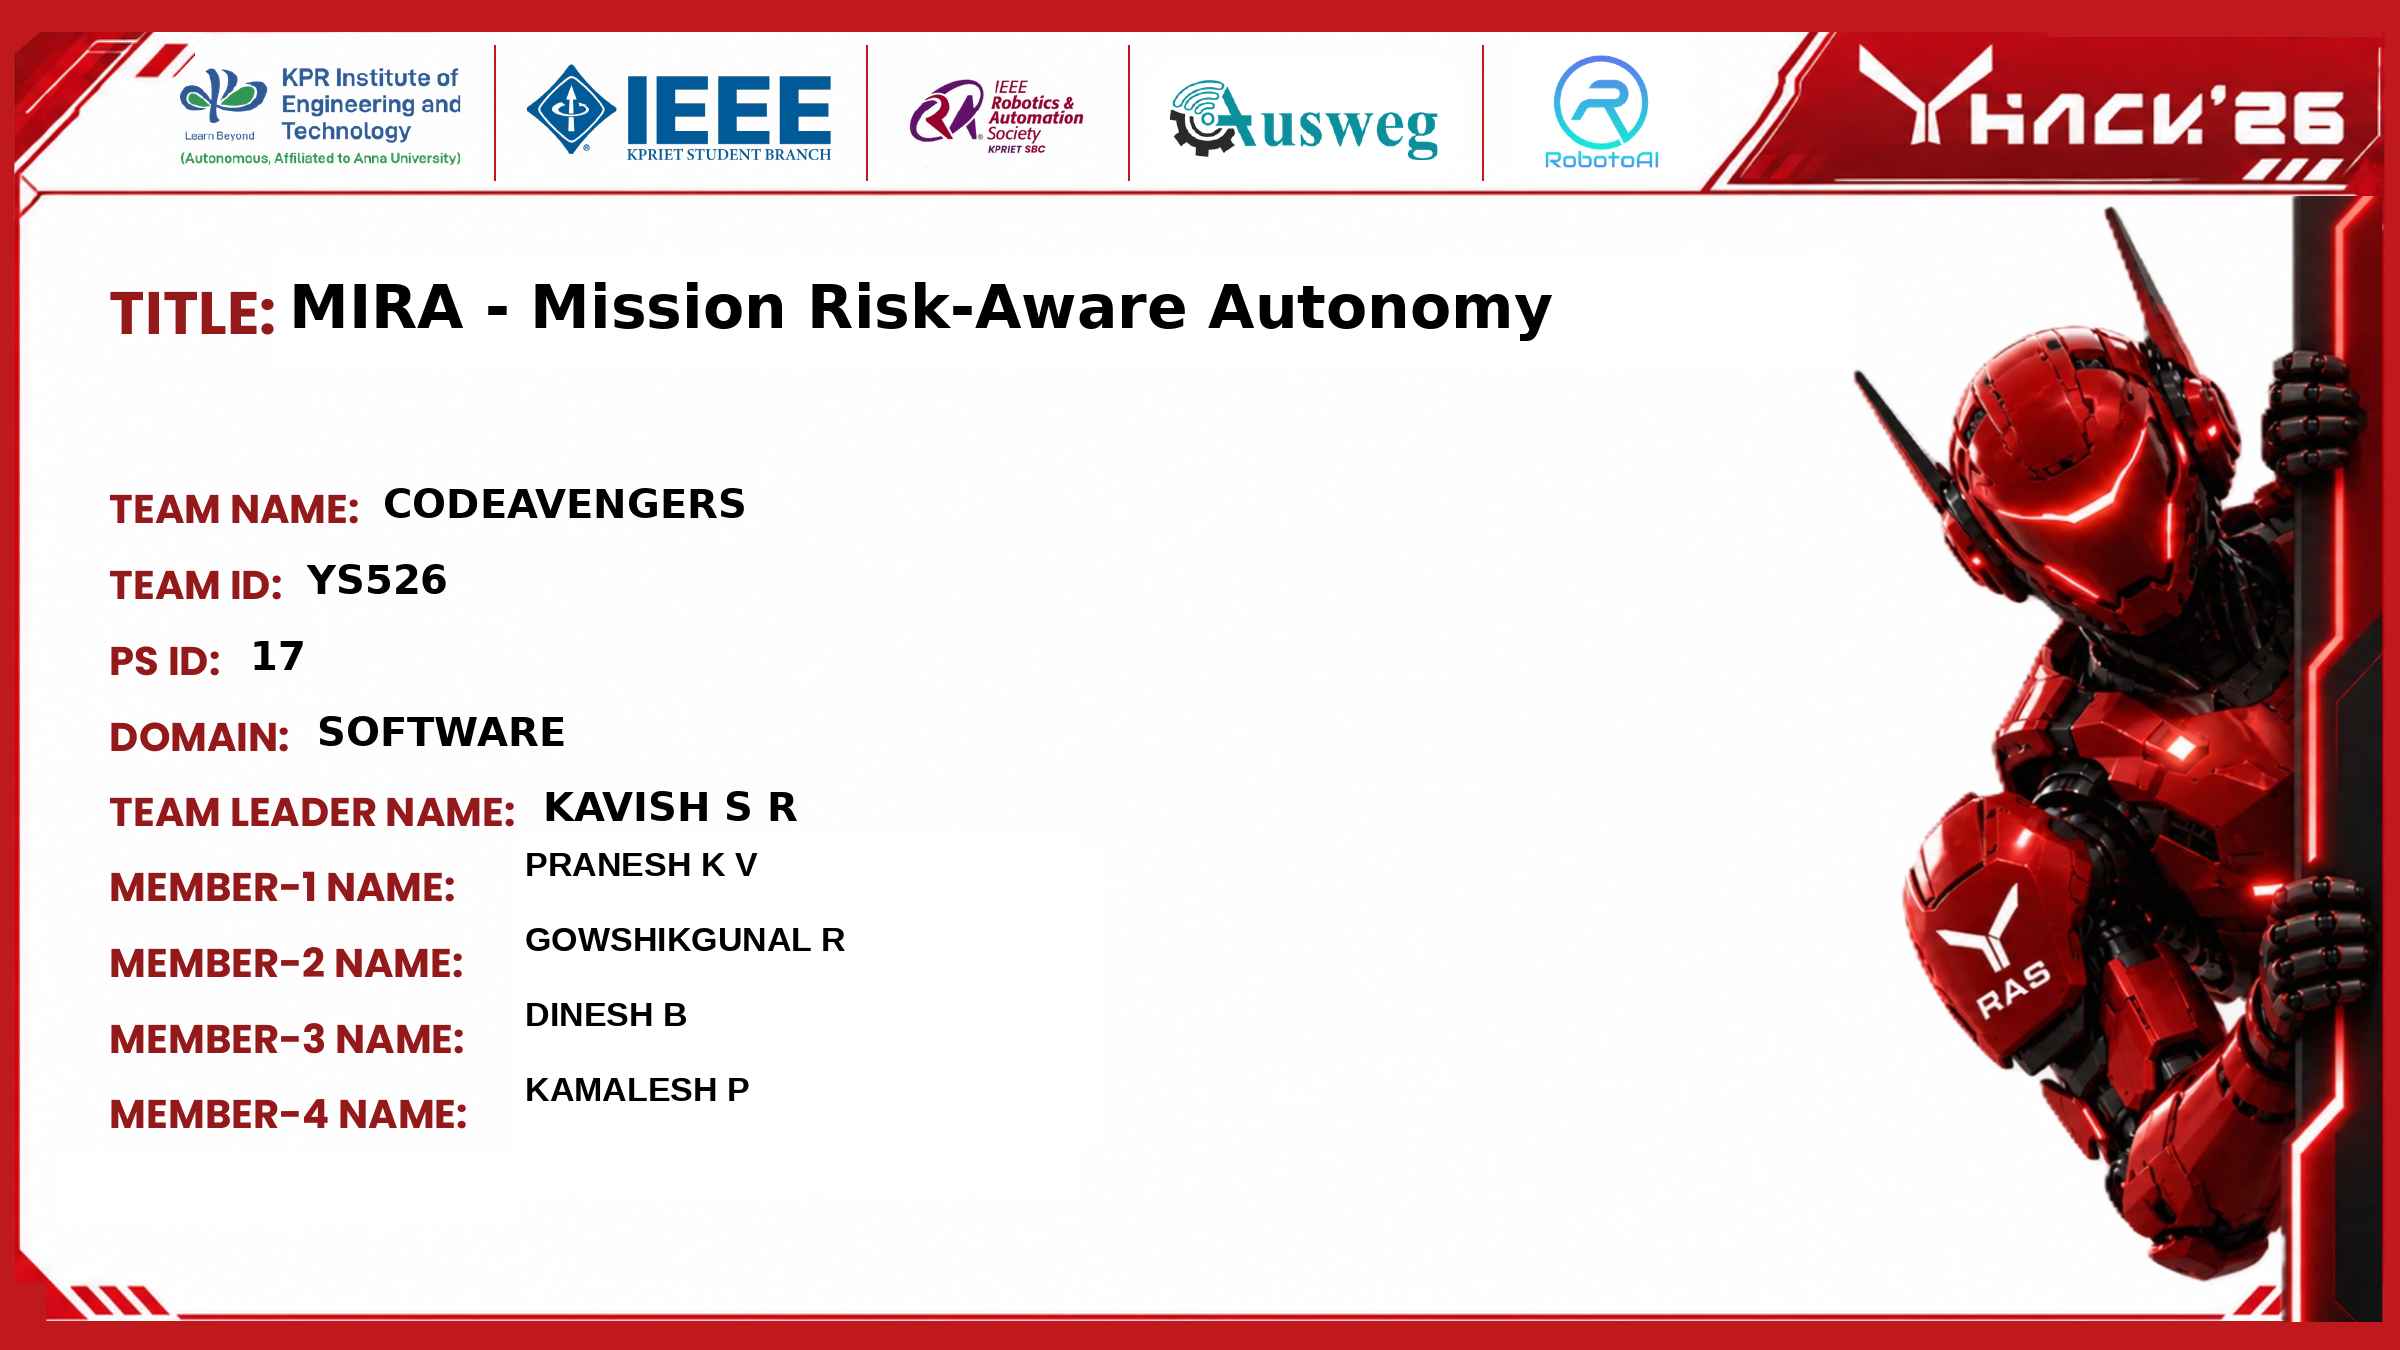 KPR Institute of
Engineering and
Technology
Learn Beyond
(Autonomous, Affiliated to Anna University)
IEEE
KPRIET STUDENT BRANCH
IEEE
Robotics &
Automation
Society
KPRIET SBC
Ausweg
RobotoAI
YHACK'26
TITLE: MIRA - Mission Risk-Aware Autonomy
TEAM NAME: CODEAVENGERS
TEAM ID: YS526
PS ID: 17
DOMAIN: SOFTWARE
TEAM LEADER NAME: KAVISH S R
MEMBER-1 NAME: PRANESH K V
MEMBER-2 NAME: GOWSHIKGUNAL R
MEMBER-3 NAME: DINESH B
MEMBER-4 NAME: KAMALESH P
Y
RAS